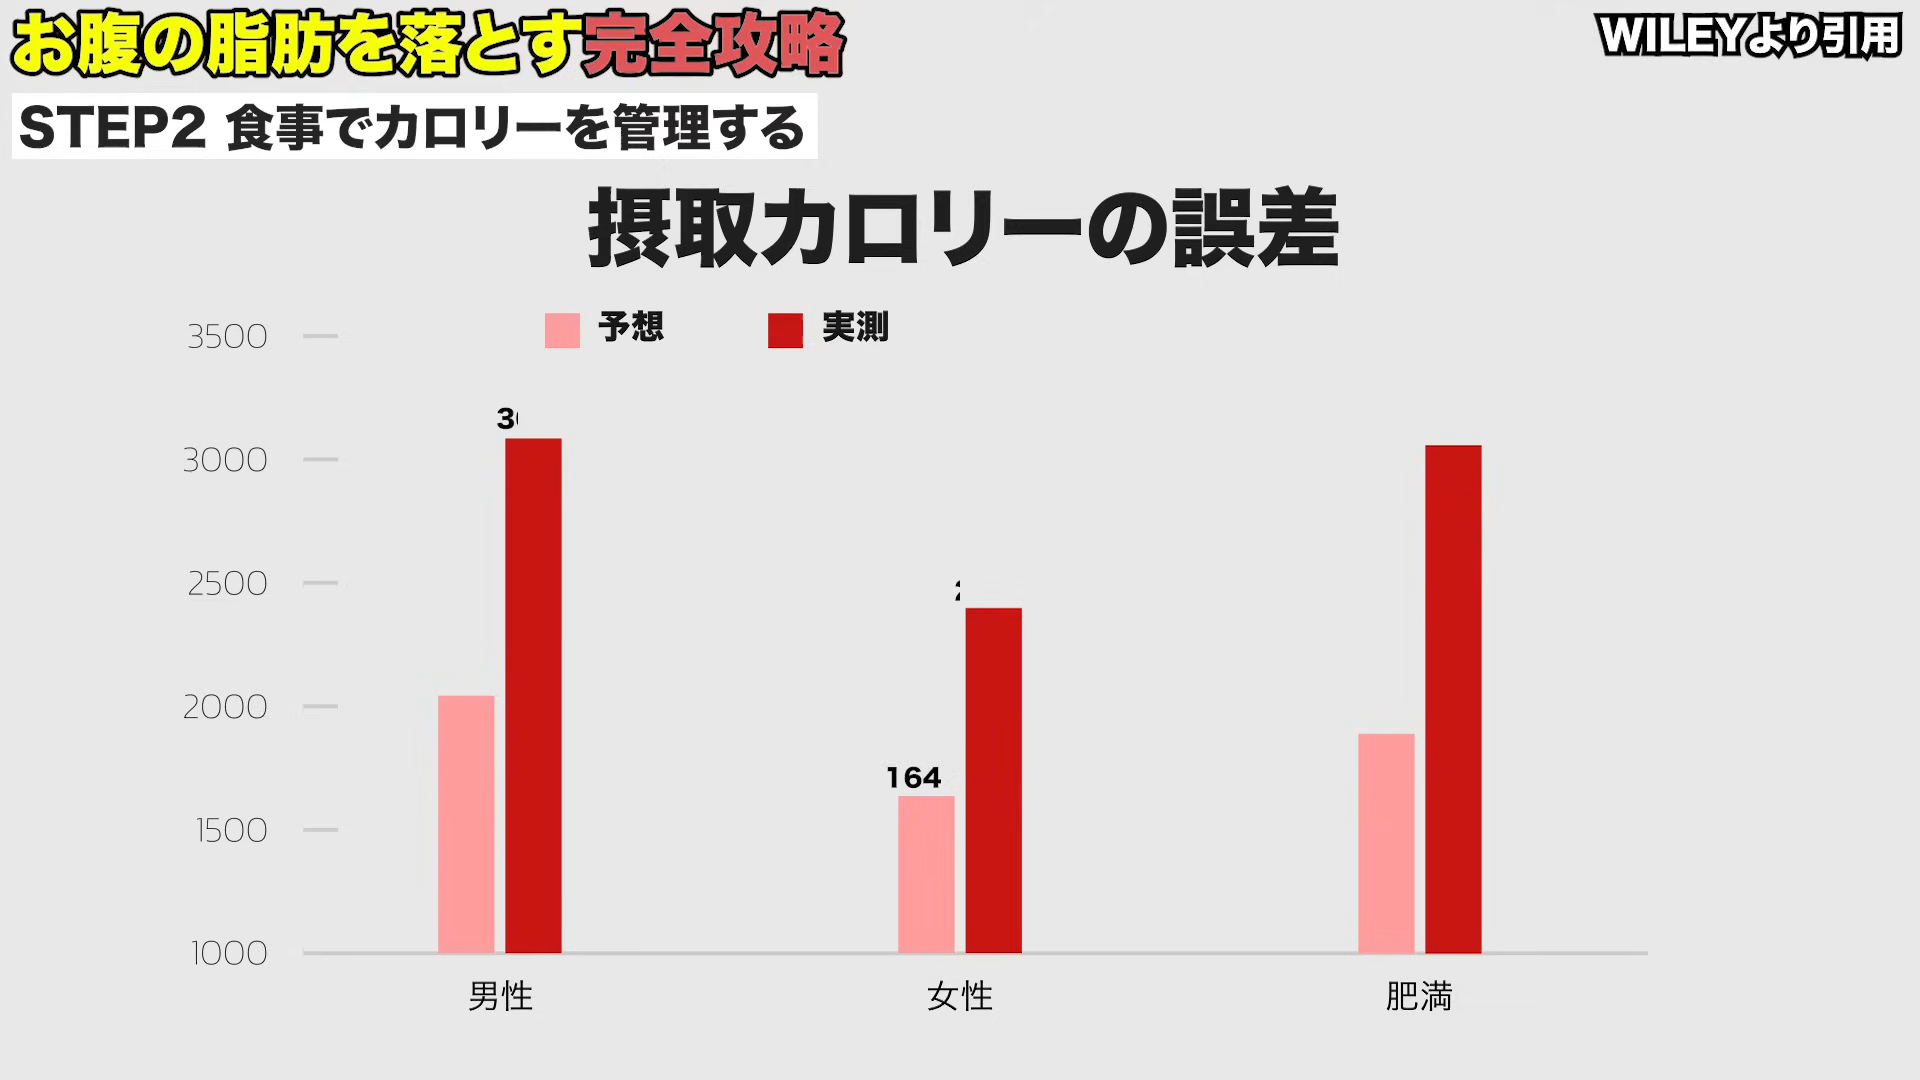 お腹の脂肪を落とす完全攻略
WILEYより引用
STEP2 食事でカロリーを管理する
摂取カロリーの誤差
予想 実測
3500
3000
2500
2000
1500
1000
3
164
男性 女性 肥満